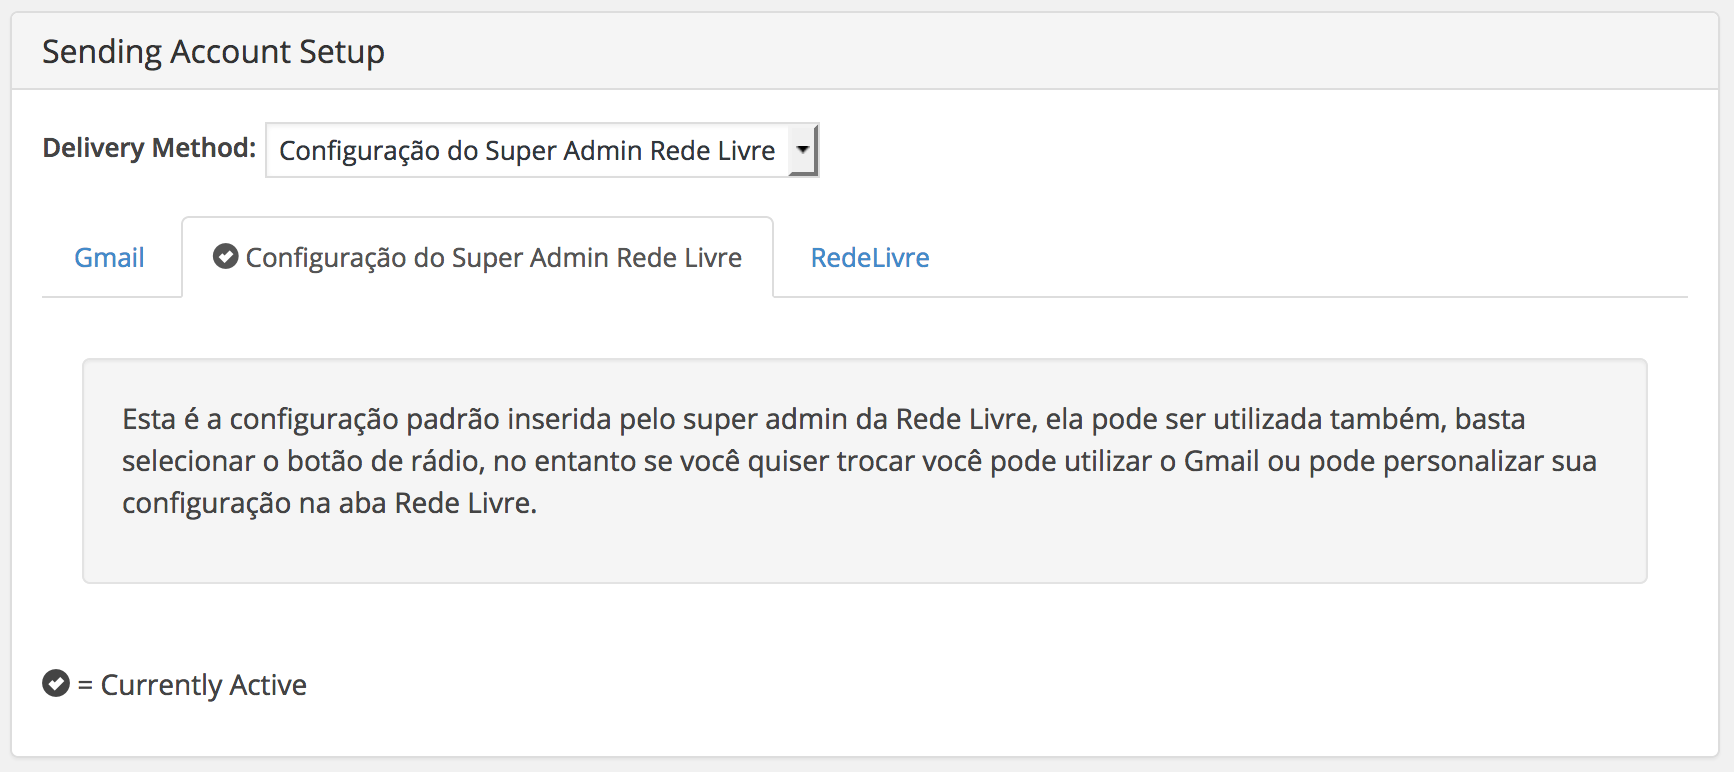 Sending Account Setup
Delivery Method: Configuração do Super Admin Rede Livre
Gmail Configuração do Super Admin Rede Livre RedeLivre
Esta é a configuração padrão inserida pelo super admin da Rede Livre, ela pode ser utilizada também, basta
selecionar o botão de rádio, no entanto se você quiser trocar você pode utilizar o Gmail ou pode personalizar sua
configuração na aba Rede Livre.
= Currently Active